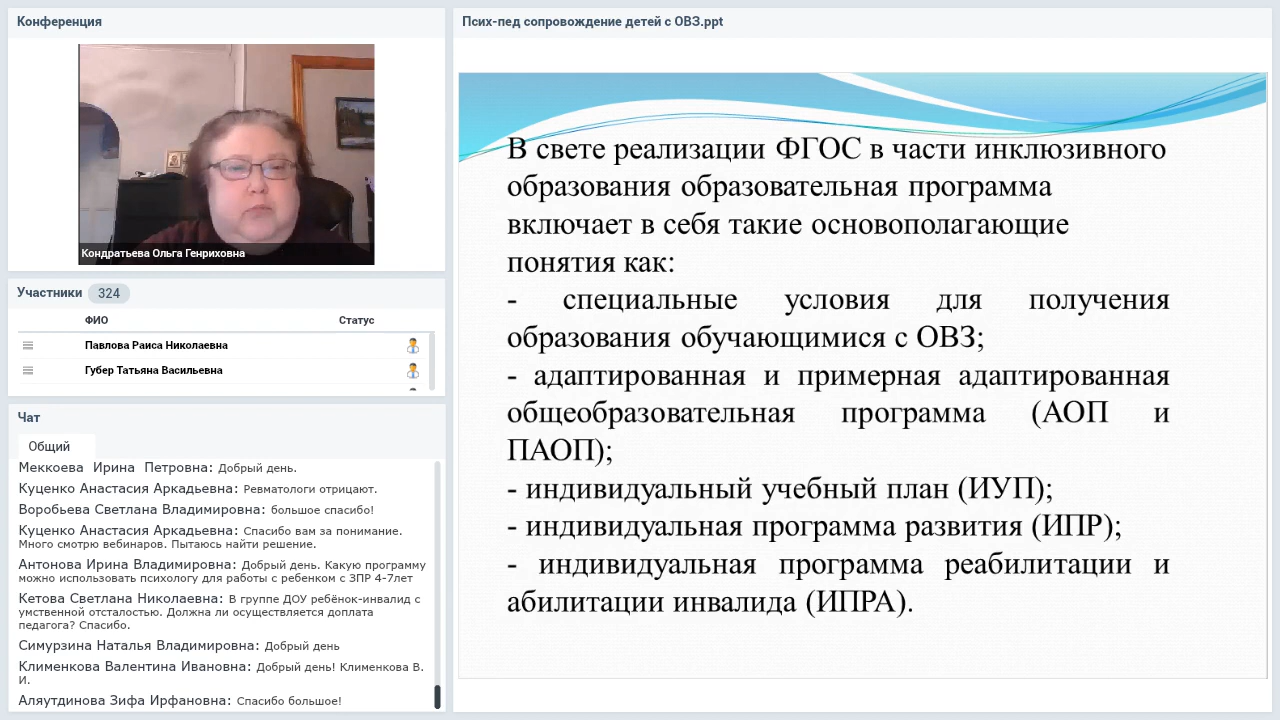 Конференция
Кондратьева Ольга Генриховна
Участники 324
ФИО Статус
Павлова Раиса Николаевна
Губер Татьяна Васильевна
Чат
Общий
Меккоева Ирина Петровна: Добрый день.
Куценко Анастасия Аркадьевна: Ревматологи отрицают.
Воробьева Светлана Владимировна: большое спасибо!
Куценко Анастасия Аркадьевна: Спасибо вам за понимание.
Много смотрю вебинаров. Пытаюсь найти решение.
Антонова Ирина Владимировна: Добрый день. Какую программу
можно использовать психологу для работы с ребенком с ЗПР 4-7лет
Кетова Светлана Николаевна: В группе ДОУ ребёнок-инвалид с
умственной отсталостью. Должна ли осуществляется доплата
педагога? Спасибо.
Симурзина Наталья Владимировна: Добрый день
Клименкова Валентина Ивановна: Добрый день! Клименкова В.
И.
Аляутдинова Зифа Ирфановна: Спасибо большое!
Псих-пед сопровождение детей с ОВЗ.ppt
В свете реализации ФГОС в части инклюзивного
образования образовательная программа
включает в себя такие основополагающие
понятия как:
- специальные условия для получения
образования обучающимися с ОВЗ;
- адаптированная и примерная адаптированная
общеобразовательная программа (АОП и
ПАОП);
- индивидуальный учебный план (ИУП);
- индивидуальная программа развития (ИПР);
- индивидуальная программа реабилитации и
абилитации инвалида (ИПРА).